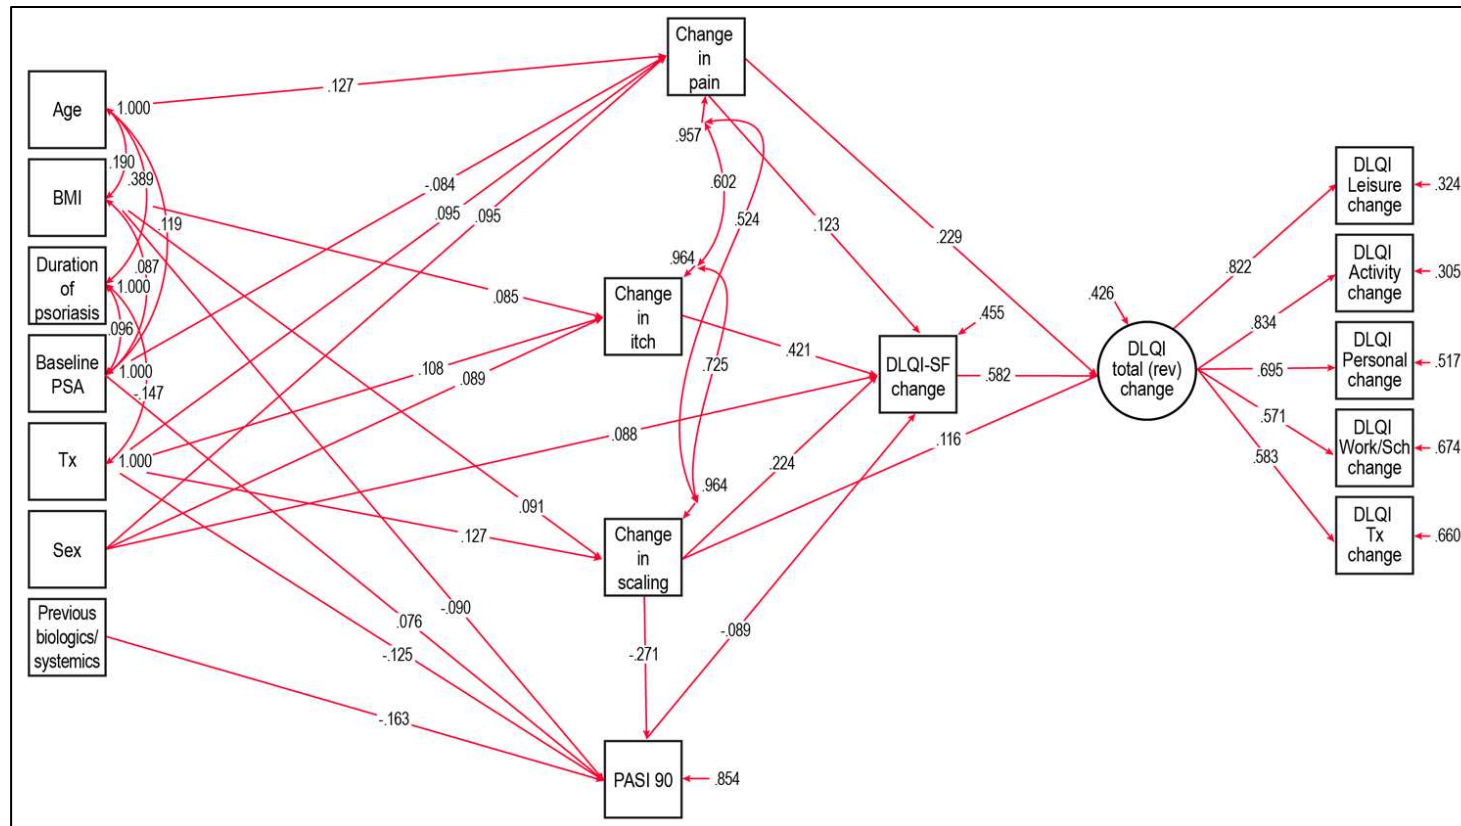 Change
in
pain
Age
1.000
.127
.957
.190
.389
BMI
-.084
.095
.095
.602
.524
.123
.119
.229
DLQI
Leisure
change
.324
Duration
of
psoriasis
.087
1.000
.096
.964
Change
in
itch
.085
.822
DLQI
Activity
change
.305
.426
.834
Baseline
PSA
1.000
-.147
.108
.089
.421
.725
.455
DLQI-SF
change
.582
DLQI
total (rev)
change
.695
DLQI
Personal
change
.517
Tx
1.000
.088
.224
.116
.571
DLQI
Work/Sch
change
.674
.583
.964
.091
.127
Change
in
scaling
DLQI
Tx
change
.660
Sex
Previous
biologics/
systemics
-.090
.076
-.125
-.271
-.089
-.163
PASI 90
.854